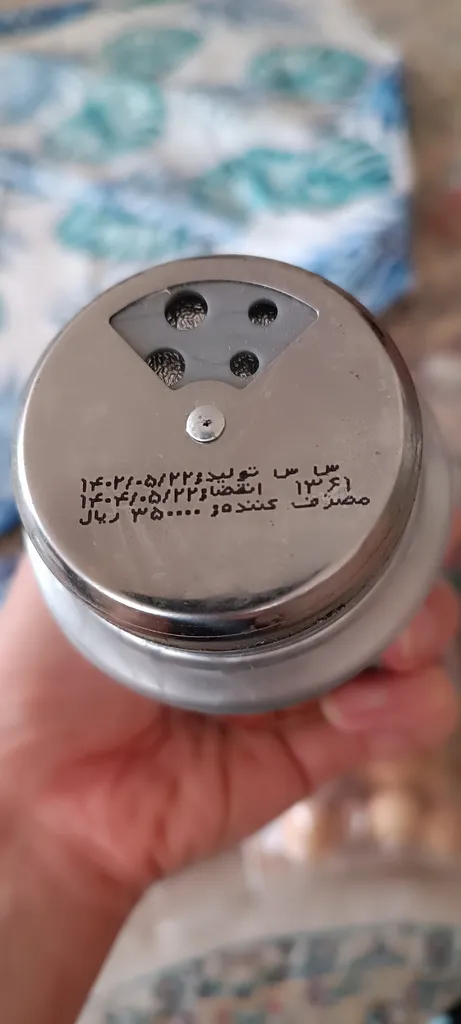 س س تولید:۱۴۰۲/۰۵/۲۲
۱۳۶۱ انقضا:۱۴۰۴/۰۵/۲۲
مصرف کننده: ۳۵۰۰۰۰ ریال